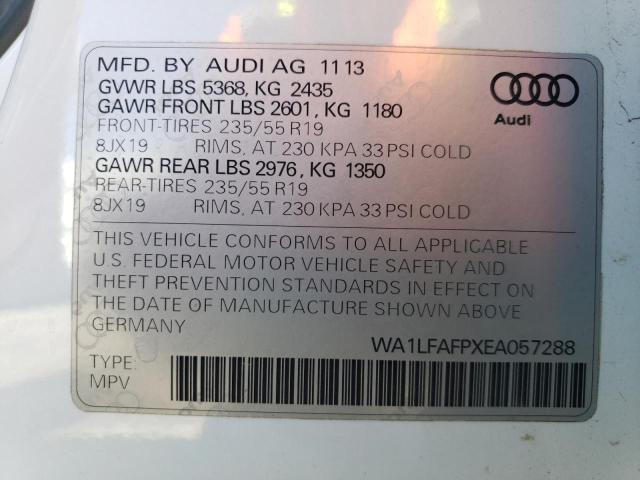 MFD. BY AUDI AG 11 13
GVWR LBS 5368, KG 2435
GAWR FRONT LBS 2601, KG 1180
FRONT-TIRES 235/55 R19
8JX19 RIMS, AT 230 KPA 33 PSI COLD
GAWR REAR LBS 2976, KG 1350
REAR-TIRES 235/55 R19
8JX19 RIMS, AT 230 KPA 33 PSI COLD
Audi
THIS VEHICLE CONFORMS TO ALL APPLICABLE
U.S. FEDERAL MOTOR VEHICLE SAFETY AND
THEFT PREVENTION STANDARDS IN EFFECT ON
THE DATE OF MANUFACTURE SHOWN ABOVE
GERMANY
WA1LFAFPXEA057288
TYPE:
MPV